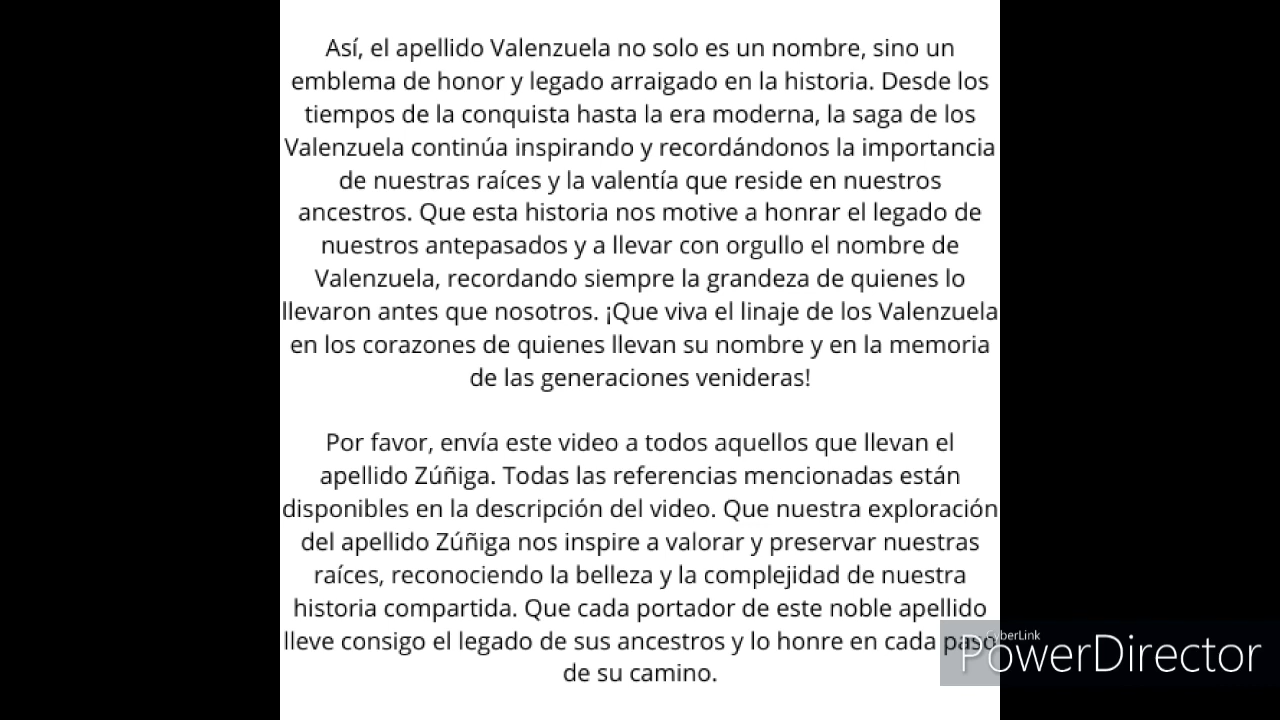 Así, el apellido Valenzuela no solo es un nombre, sino un
emblema de honor y legado arraigado en la historia. Desde los
tiempos de la conquista hasta la era moderna, la saga de los
Valenzuela continúa inspirando y recordándonos la importancia
de nuestras raíces y la valentía que reside en nuestros
ancestros. Que esta historia nos motive a honrar el legado de
nuestros antepasados y a llevar con orgullo el nombre de
Valenzuela, recordando siempre la grandeza de quienes lo
llevaron antes que nosotros. ¡Que viva el linaje de los Valenzuela
en los corazones de quienes llevan su nombre y en la memoria
de las generaciones venideras!
Por favor, envía este video a todos aquellos que llevan el
apellido Zúñiga. Todas las referencias mencionadas están
disponibles en la descripción del video. Que nuestra exploración
del apellido Zúñiga nos inspire a valorar y preservar nuestras
raíces, reconociendo la belleza y la complejidad de nuestra
historia compartida. Que cada portador de este noble apellido
lleve consigo el legado de sus ancestros y lo honre en cada paso
de su camino.
CyberLink
PowerDirector